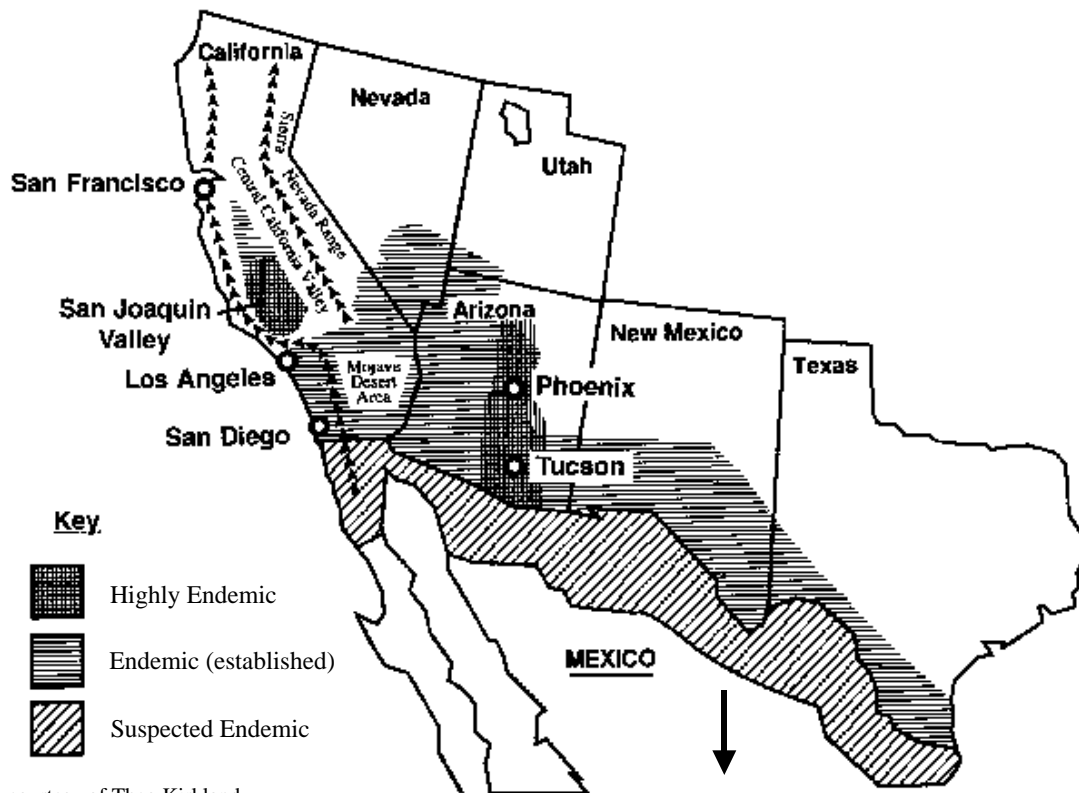 California
Nevada
Utah
Sierra
Nevada Range
Central California Valley
San Francisco
San Joaquin
Valley
Arizona
New Mexico
Texas
Los Angeles
Mojave
Desert
Area
Phoenix
San Diego
Tucson
Key
Highly Endemic
Endemic (established)
Suspected Endemic
MEXICO